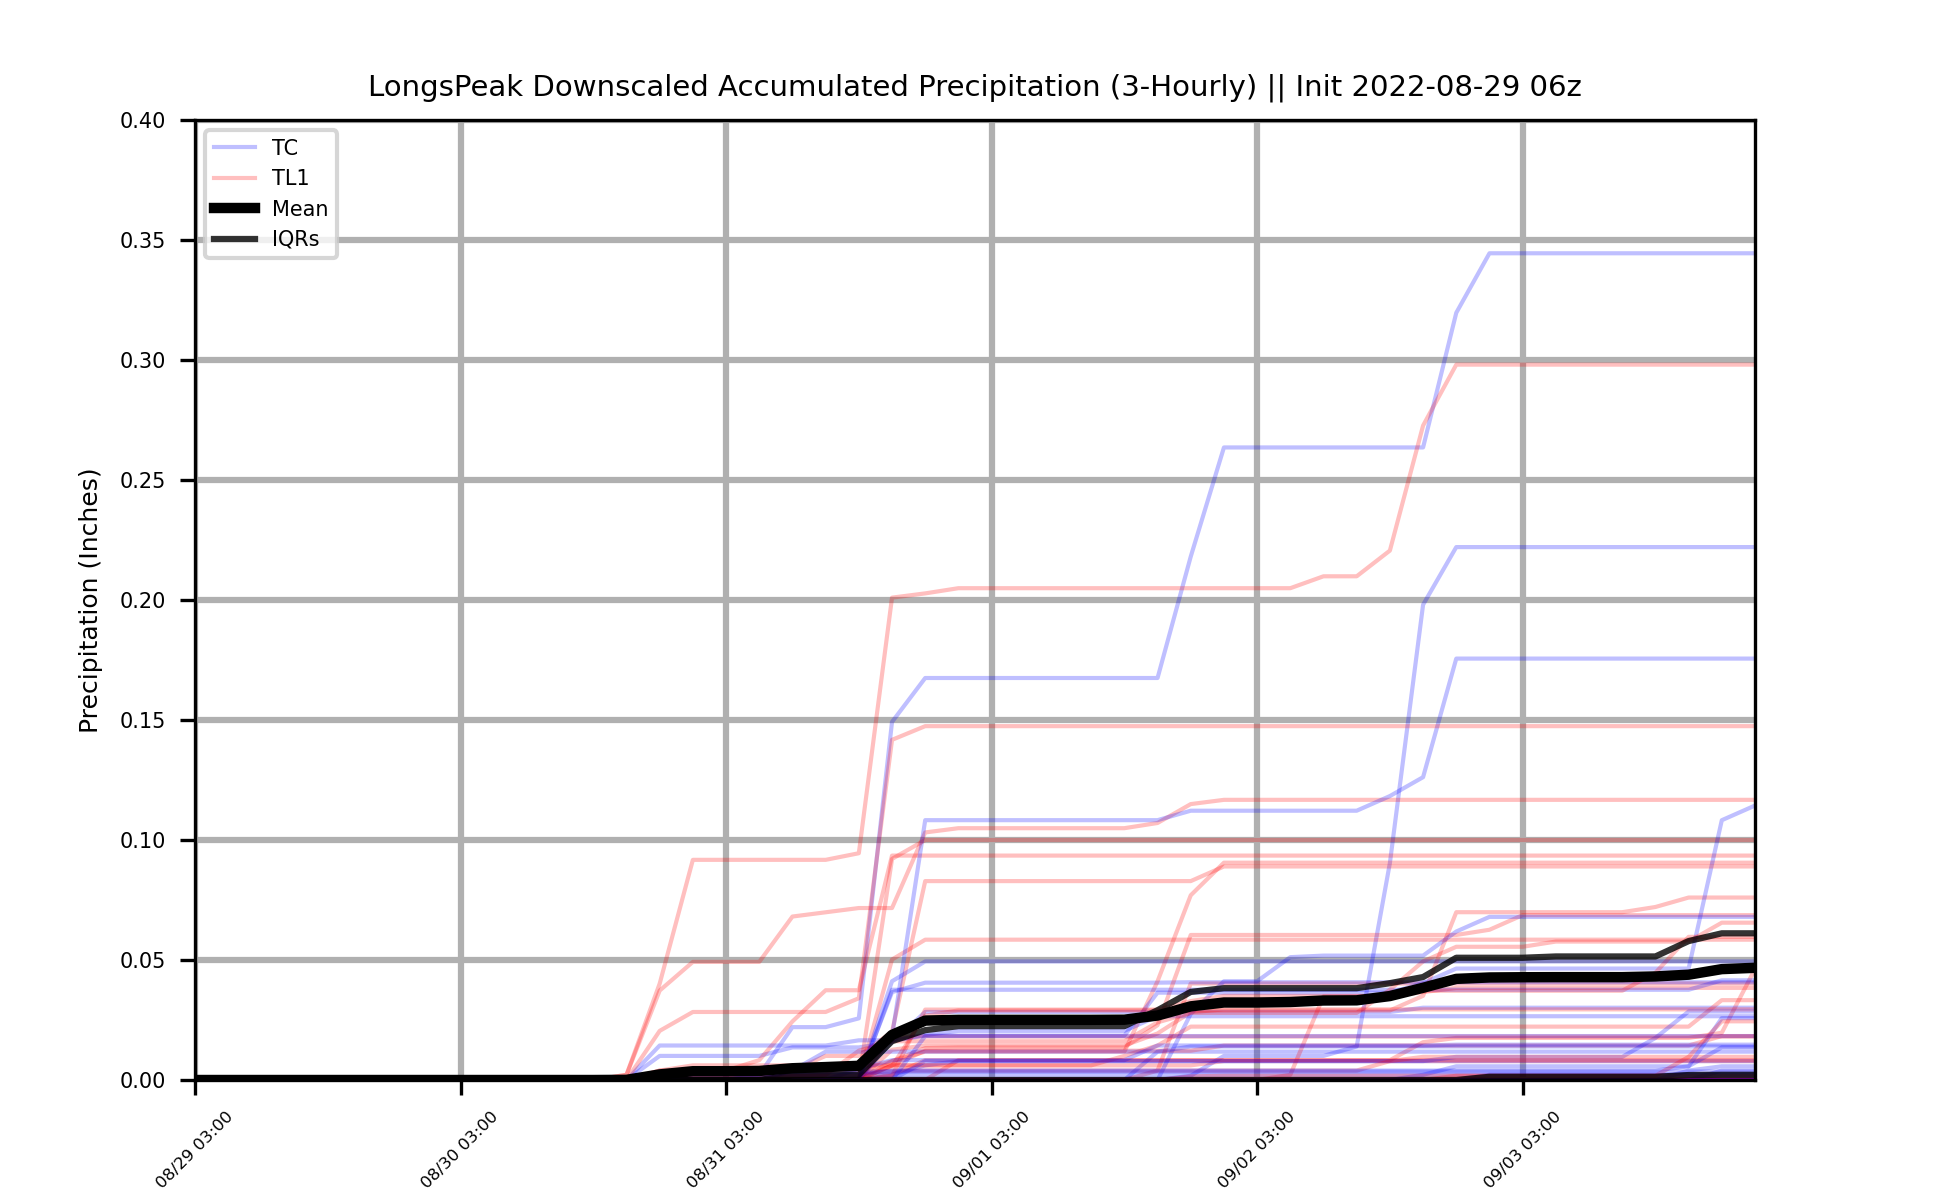 LongsPeak Downscaled Accumulated Precipitation (3-Hourly) || Init 2022-08-29 06z
TC
TL1
Mean
IQRs
Precipitation (Inches)
0.40
0.35
0.30
0.25
0.20
0.15
0.10
0.05
0.00
08/29 03:00
08/30 03:00
08/31 03:00
09/01 03:00
09/02 03:00
09/03 03:00